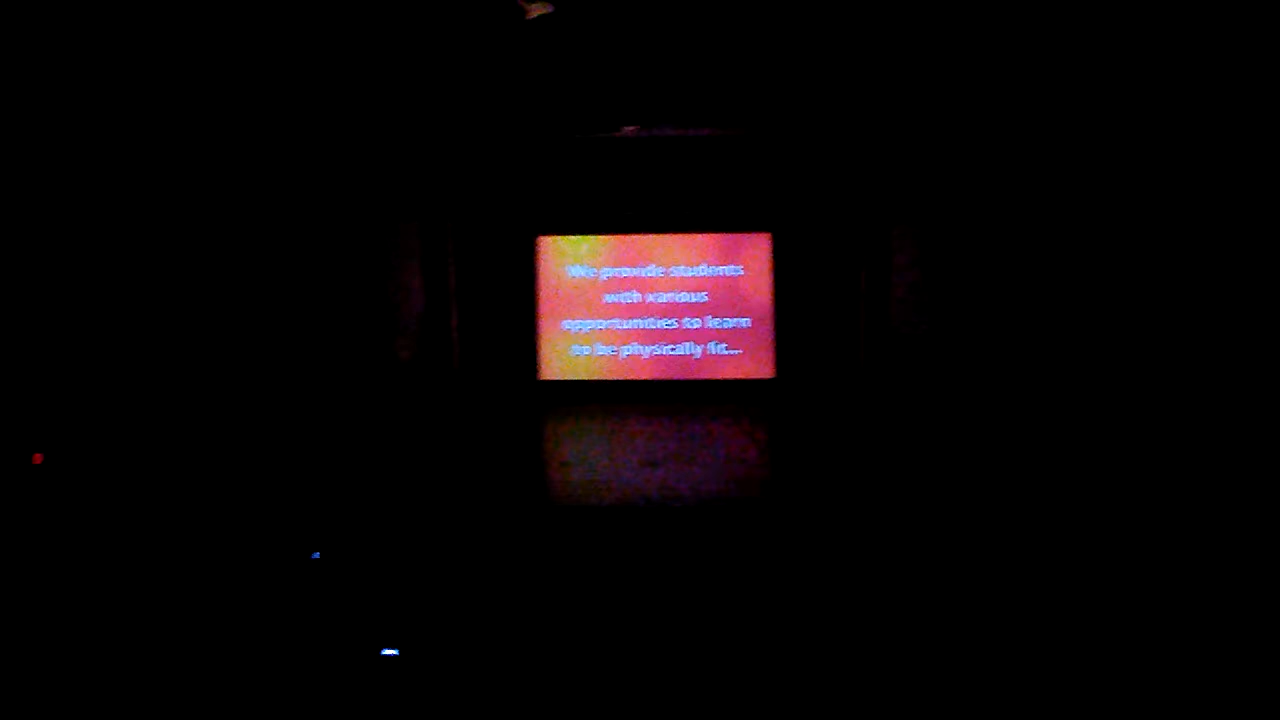 We provide students
with various
opportunities to learn
to be physically fit...